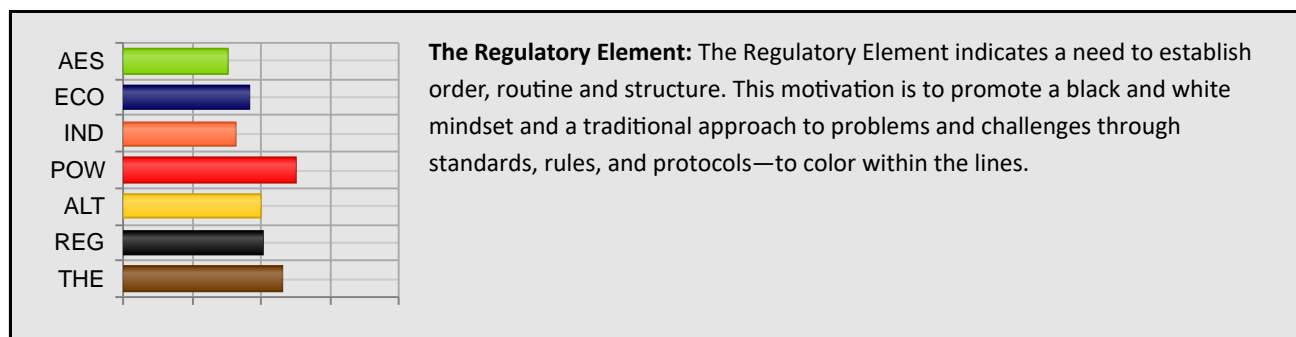 AES
ECO
IND
POW
ALT
REG
THE
The Regulatory Element: The Regulatory Element indicates a need to establish
order, routine and structure. This motivation is to promote a black and white
mindset and a traditional approach to problems and challenges through
standards, rules, and protocols—to color within the lines.